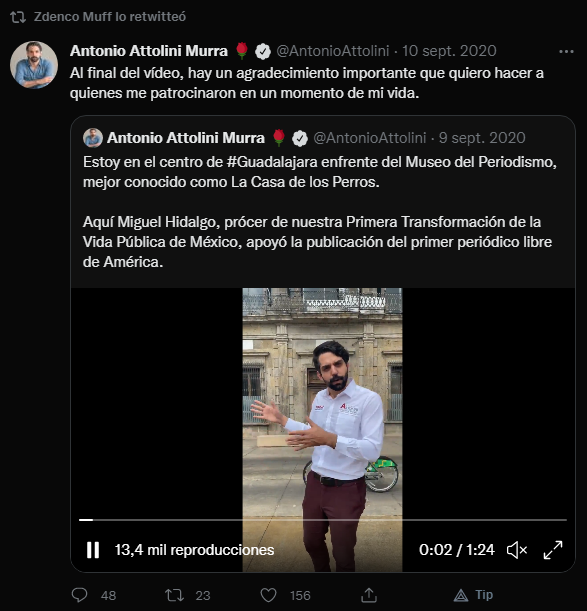 Zdenco Muff lo retwitteó
Antonio Attolini Murra 🌹 @AntonioAttolini · 10 sept. 2020
Al final del vídeo, hay un agradecimiento importante que quiero hacer a
quienes me patrocinaron en un momento de mi vida.
Antonio Attolini Murra 🌹 @AntonioAttolini · 9 sept. 2020
Estoy en el centro de #Guadalajara enfrente del Museo del Periodismo,
mejor conocido como La Casa de los Perros.
Aquí Miguel Hidalgo, prócer de nuestra Primera Transformación de la
Vida Pública de México, apoyó la publicación del primer periódico libre
de América.
13,4 mil reproducciones
0:02 / 1:24
48 23 156 Tip